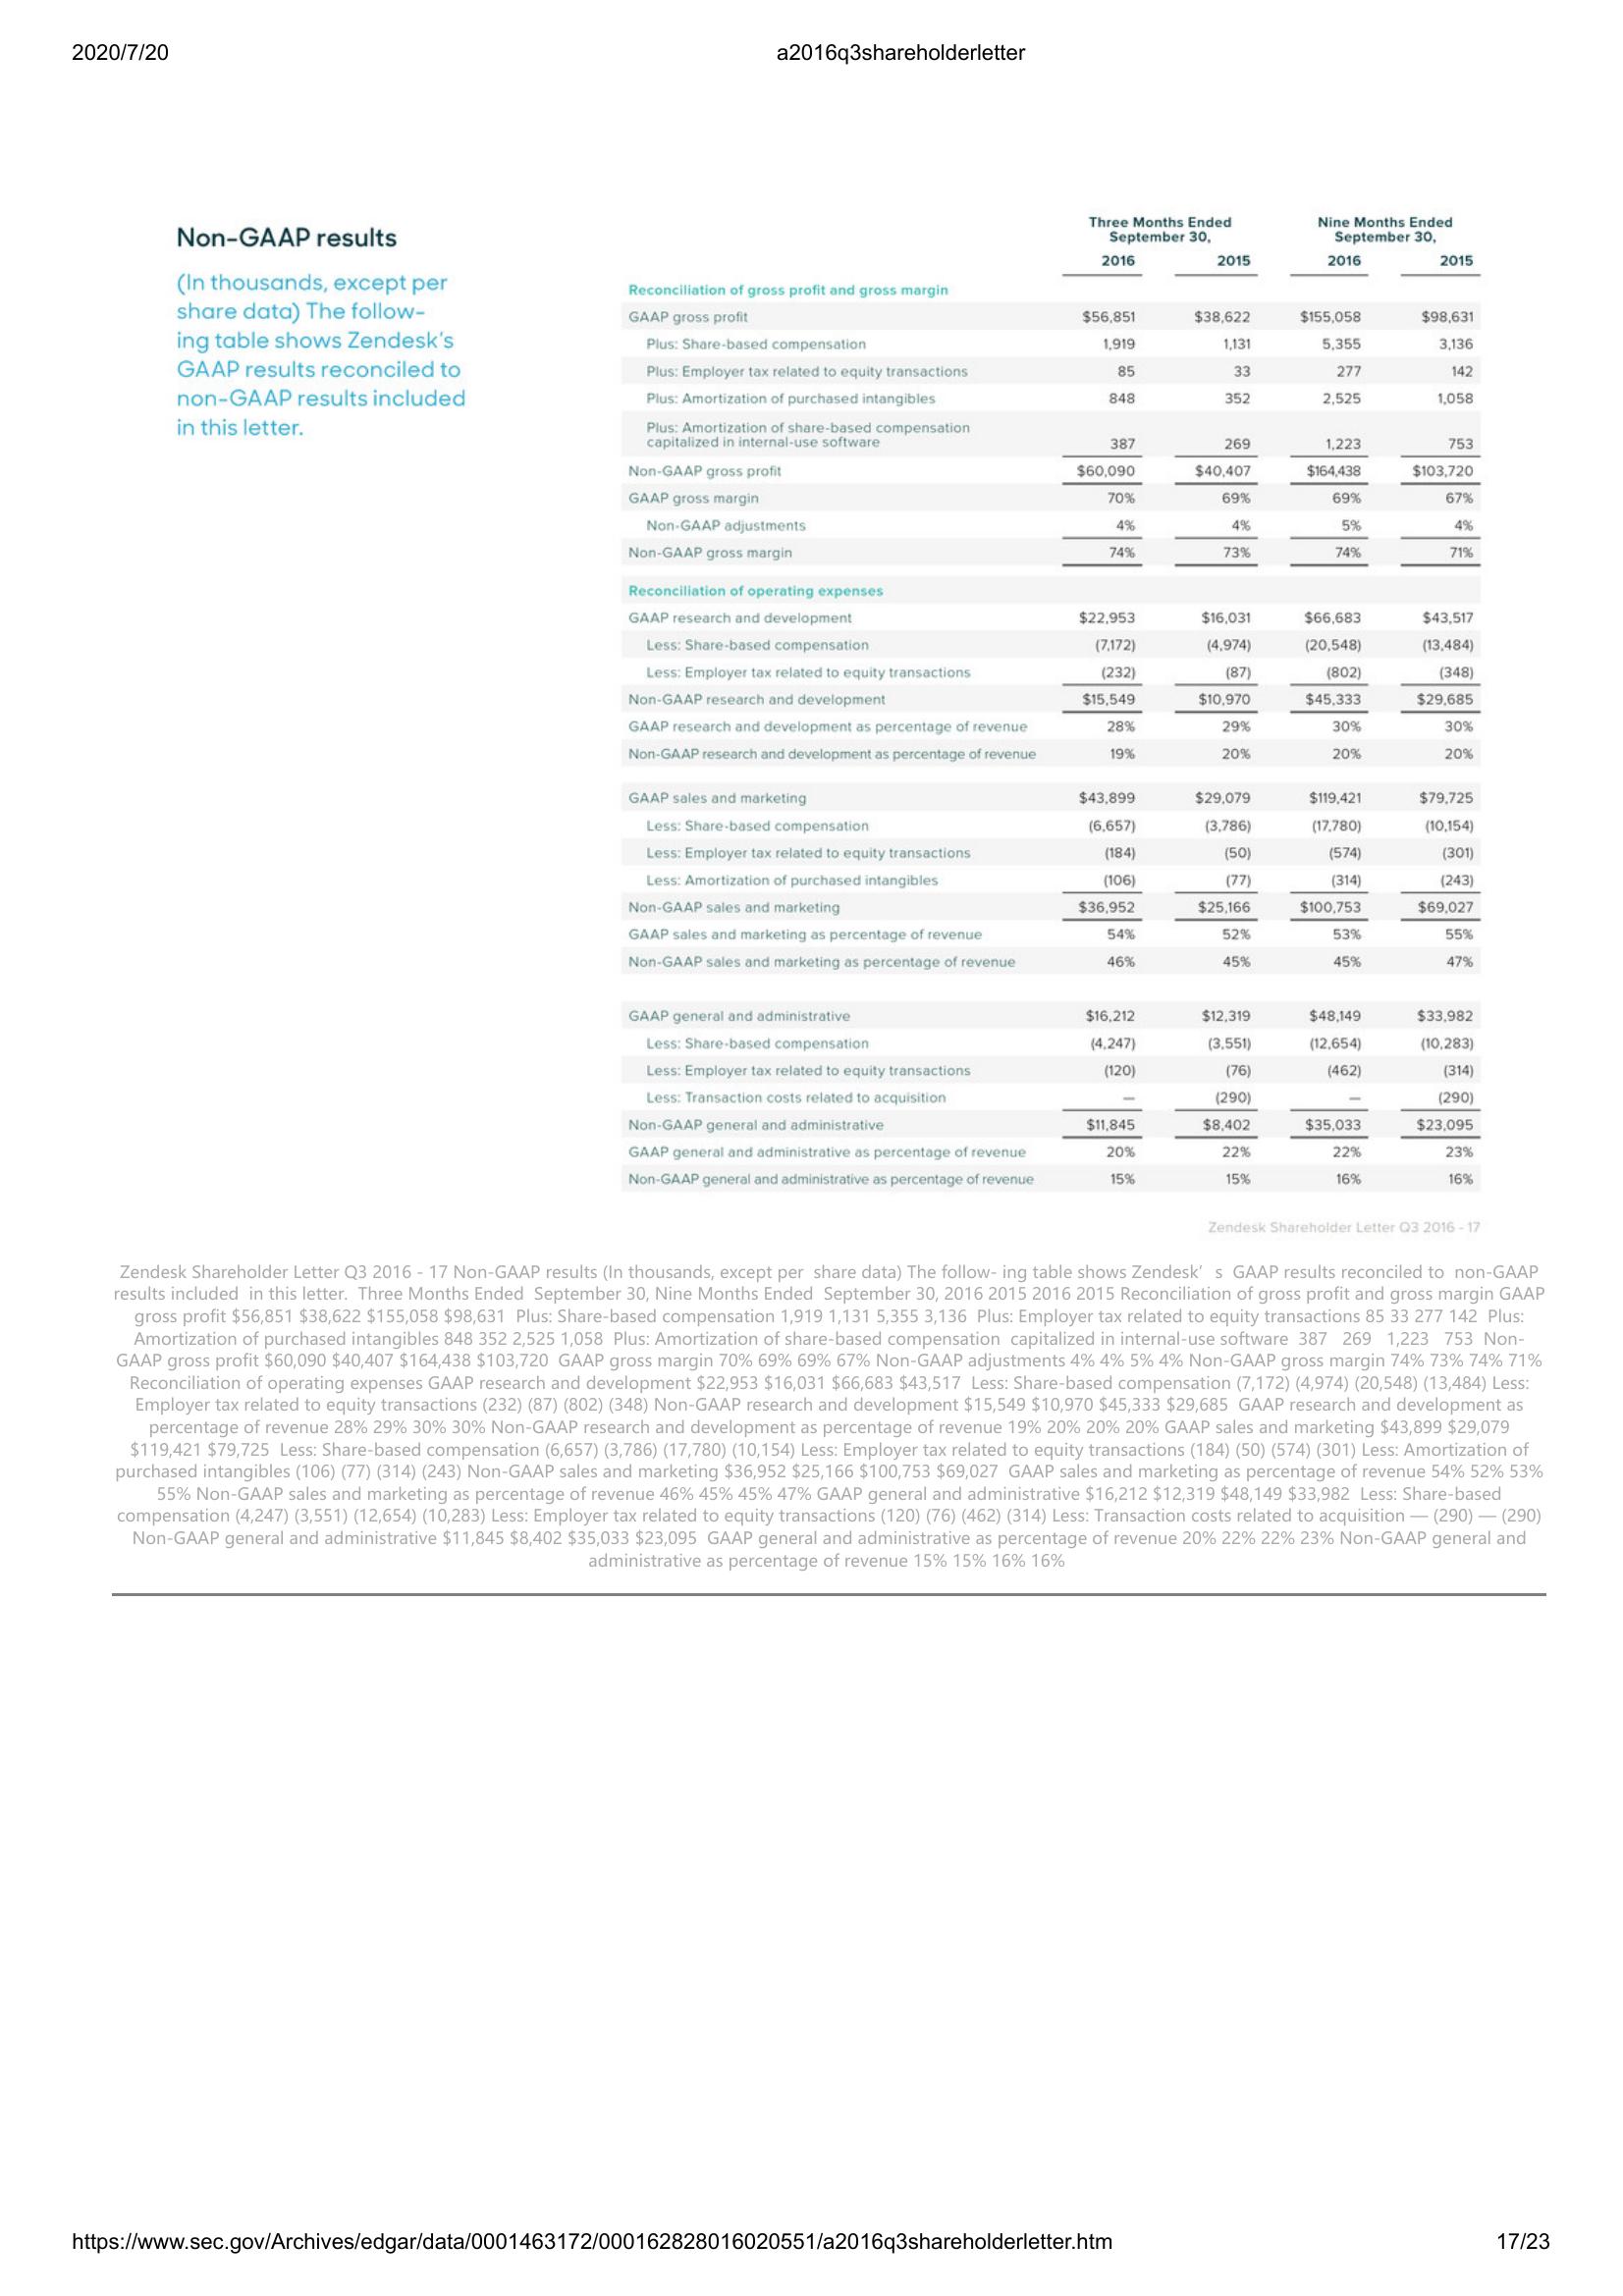 2020/7/20 a2016q3shareholderletter
Non-GAAP results
(In thousands, except per
share data) The follow-
ing table shows Zendesk's
GAAP results reconciled to
non-GAAP results included
in this letter.
Three Months Ended September 30, Nine Months Ended September 30,
2016 2015 2016 2015
Reconciliation of gross profit and gross margin
GAAP gross profit $56,851 $38,622 $155,058 $98,631
Plus: Share-based compensation 1,919 1,131 5,355 3,136
Plus: Employer tax related to equity transactions 85 33 277 142
Plus: Amortization of purchased intangibles 848 352 2,525 1,058
Plus: Amortization of share-based compensation
capitalized in internal-use software 387 269 1,223 753
Non-GAAP gross profit $60,090 $40,407 $164,438 $103,720
GAAP gross margin 70% 69% 69% 67%
Non-GAAP adjustments 4% 4% 5% 4%
Non-GAAP gross margin 74% 73% 74% 71%
Reconciliation of operating expenses
GAAP research and development $22,953 $16,031 $66,683 $43,517
Less: Share-based compensation (7,172) (4,974) (20,548) (13,484)
Less: Employer tax related to equity transactions (232) (87) (802) (348)
Non-GAAP research and development $15,549 $10,970 $45,333 $29,685
GAAP research and development as percentage of revenue 28% 29% 30% 30%
Non-GAAP research and development as percentage of revenue 19% 20% 20% 20%
GAAP sales and marketing $43,899 $29,079 $119,421 $79,725
Less: Share-based compensation (6,657) (3,786) (17,780) (10,154)
Less: Employer tax related to equity transactions (184) (50) (574) (301)
Less: Amortization of purchased intangibles (106) (77) (314) (243)
Non-GAAP sales and marketing $36,952 $25,166 $100,753 $69,027
GAAP sales and marketing as percentage of revenue 54% 52% 53% 55%
Non-GAAP sales and marketing as percentage of revenue 46% 45% 45% 47%
GAAP general and administrative $16,212 $12,319 $48,149 $33,982
Less: Share-based compensation (4,247) (3,551) (12,654) (10,283)
Less: Employer tax related to equity transactions (120) (76) (462) (314)
Less: Transaction costs related to acquisition — (290) — (290)
Non-GAAP general and administrative $11,845 $8,402 $35,033 $23,095
GAAP general and administrative as percentage of revenue 20% 22% 22% 23%
Non-GAAP general and administrative as percentage of revenue 15% 15% 16% 16%
Zendesk Shareholder Letter Q3 2016 - 17
Zendesk Shareholder Letter Q3 2016 - 17 Non-GAAP results (In thousands, except per share data) The follow- ing table shows Zendesk’ s GAAP results reconciled to non-GAAP
results included in this letter. Three Months Ended September 30, Nine Months Ended September 30, 2016 2015 2016 2015 Reconciliation of gross profit and gross margin GAAP
gross profit $56,851 $38,622 $155,058 $98,631 Plus: Share-based compensation 1,919 1,131 5,355 3,136 Plus: Employer tax related to equity transactions 85 33 277 142 Plus:
Amortization of purchased intangibles 848 352 2,525 1,058 Plus: Amortization of share-based compensation capitalized in internal-use software 387 269 1,223 753 Non-
GAAP gross profit $60,090 $40,407 $164,438 $103,720 GAAP gross margin 70% 69% 69% 67% Non-GAAP adjustments 4% 4% 5% 4% Non-GAAP gross margin 74% 73% 74% 71%
Reconciliation of operating expenses GAAP research and development $22,953 $16,031 $66,683 $43,517 Less: Share-based compensation (7,172) (4,974) (20,548) (13,484) Less:
Employer tax related to equity transactions (232) (87) (802) (348) Non-GAAP research and development $15,549 $10,970 $45,333 $29,685 GAAP research and development as
percentage of revenue 28% 29% 30% 30% Non-GAAP research and development as percentage of revenue 19% 20% 20% 20% GAAP sales and marketing $43,899 $29,079
$119,421 $79,725 Less: Share-based compensation (6,657) (3,786) (17,780) (10,154) Less: Employer tax related to equity transactions (184) (50) (574) (301) Less: Amortization of
purchased intangibles (106) (77) (314) (243) Non-GAAP sales and marketing $36,952 $25,166 $100,753 $69,027 GAAP sales and marketing as percentage of revenue 54% 52% 53%
55% Non-GAAP sales and marketing as percentage of revenue 46% 45% 45% 47% GAAP general and administrative $16,212 $12,319 $48,149 $33,982 Less: Share-based
compensation (4,247) (3,551) (12,654) (10,283) Less: Employer tax related to equity transactions (120) (76) (462) (314) Less: Transaction costs related to acquisition — (290) — (290)
Non-GAAP general and administrative $11,845 $8,402 $35,033 $23,095 GAAP general and administrative as percentage of revenue 20% 22% 22% 23% Non-GAAP general and
administrative as percentage of revenue 15% 15% 16% 16%
https://www.sec.gov/Archives/edgar/data/0001463172/000162828016020551/a2016q3shareholderletter.htm 17/23